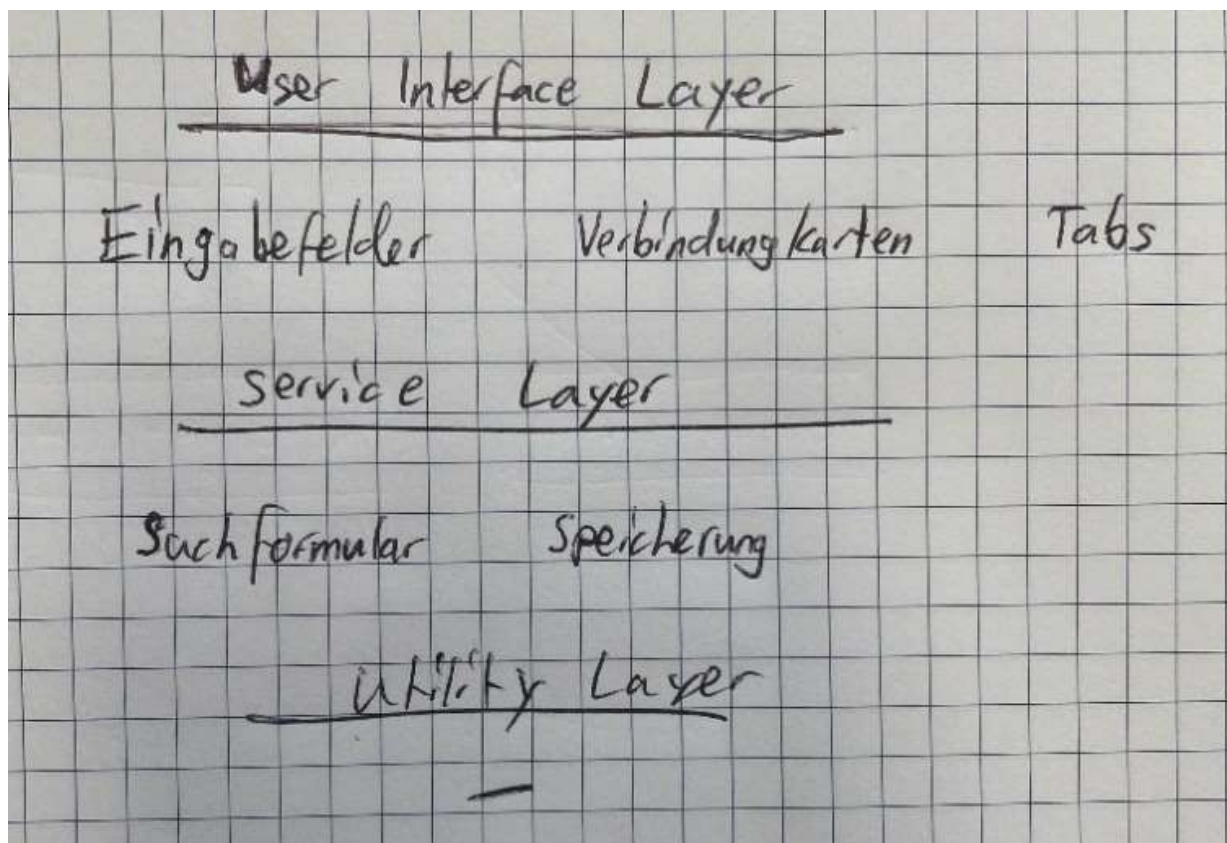 User Interface Layer
Eingabefelder Verbindungkarten Tabs
Service Layer
Suchformular Speicherung
Utility Layer
—